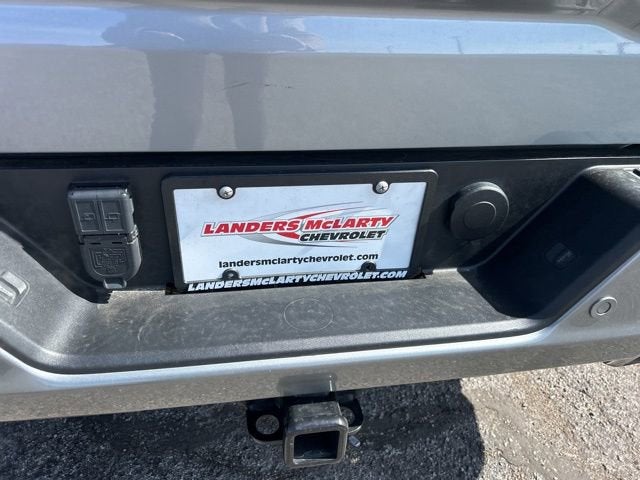 LANDERS McLARTY
CHEVROLET
landersmclartychevrolet.com
LANDERSMCLARTYCHEVROLET.COM